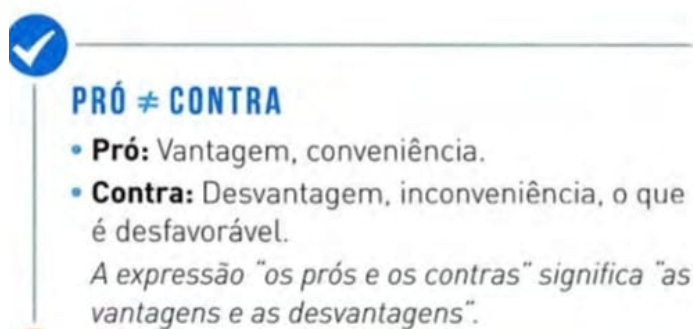 PRÓ ≠ CONTRA
• Pró: Vantagem, conveniência.
• Contra: Desvantagem, inconveniência, o que
é desfavorável.
A expressão "os prós e os contras" significa "as
vantagens e as desvantagens".